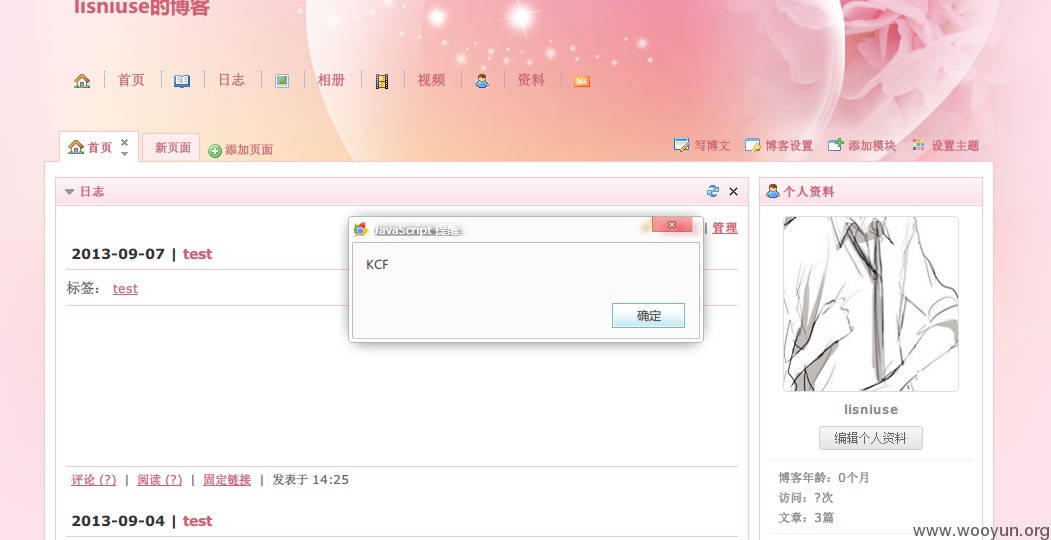 lisniuse的博客
首页 日志 相册 视频 资料 RSS
首页 新页面 添加页面 写博文 博客设置 添加模块 设置主题
日志
个人资料
JavaScript 提醒
| 管理
KCF
确定
2013-09-07 | test
标签： test
lisniuse
编辑个人资料
评论 (?) | 阅读 (?) | 固定链接 | 发表于 14:25
博客年龄：0个月
访问：?次
文章：3篇
2013-09-04 | test
www.wooyun.org